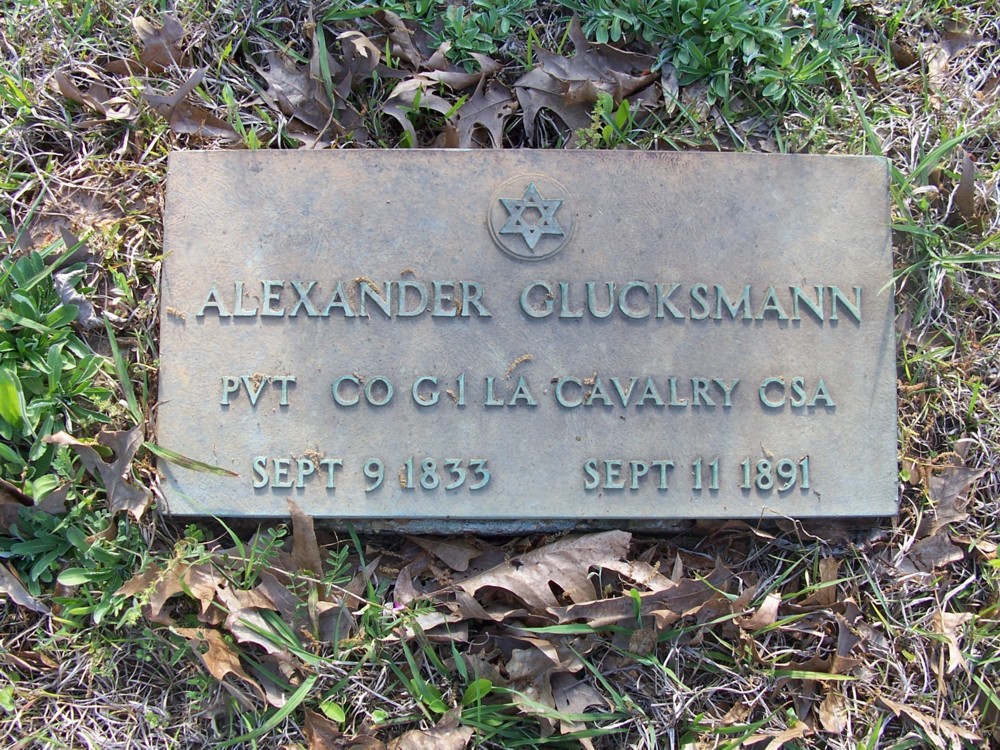 ALEXANDER GLUCKSMANN
PVT CO G 1 LA CAVALRY CSA
SEPT 9 1833 SEPT 11 1891